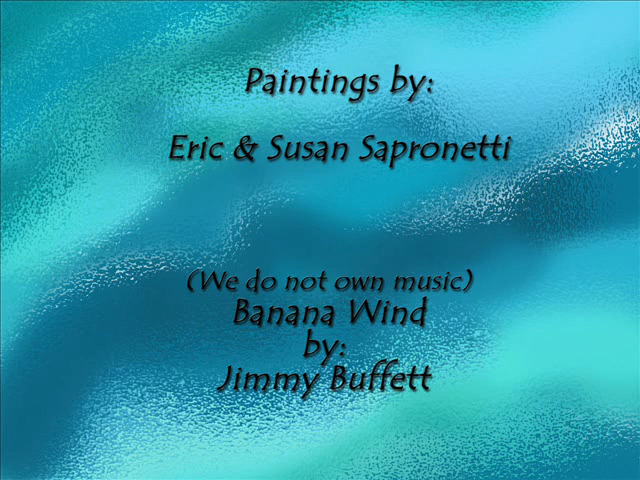 Paintings by:
Eric & Susan Sapronetti
(We do not own music)
Banana Wind
by:
Jimmy Buffett